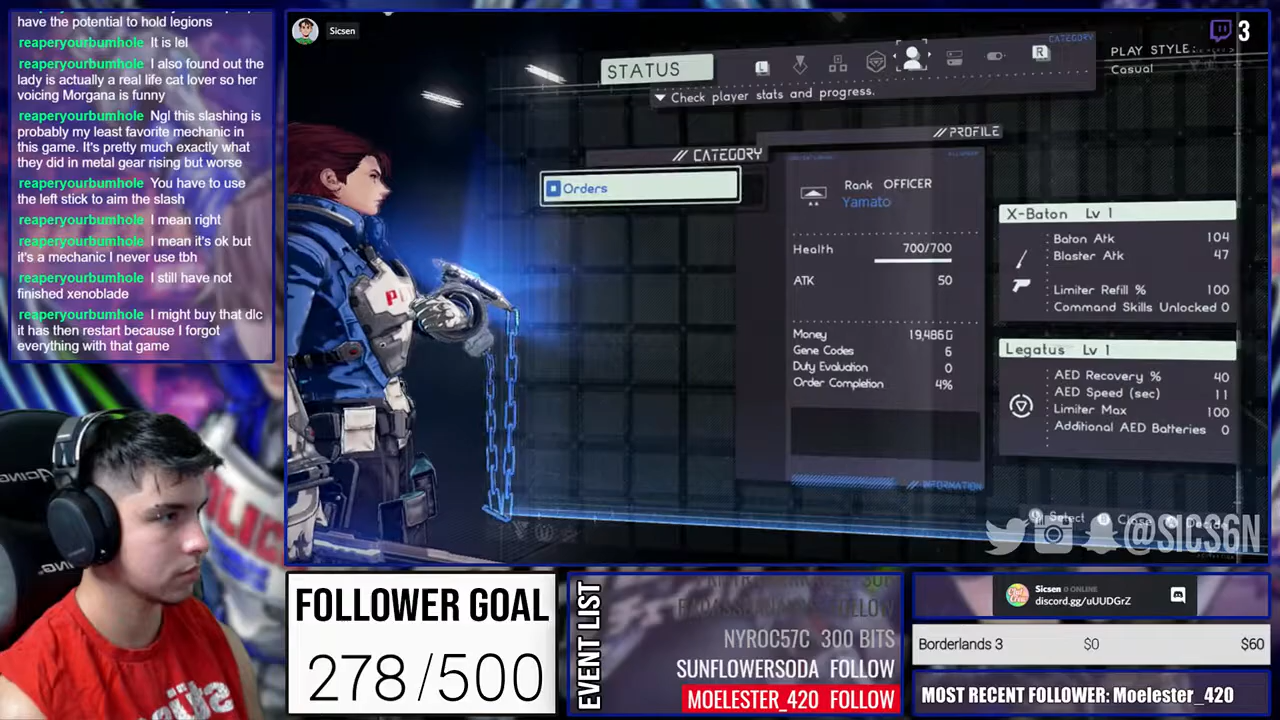 have the potential to hold legions
reaperyourbumhole It is lel
reaperyourbumhole I also found out the
lady is actually a real life cat lover so her
voicing Morgana is funny
reaperyourbumhole Ngl this slashing is
probably my least favorite mechanic in
this game. It's pretty much exactly what
they did in metal gear rising but worse
reaperyourbumhole You have to use
the left stick to aim the slash
reaperyourbumhole I mean right
reaperyourbumhole I mean it's ok but
it's a mechanic I never use tbh
reaperyourbumhole I still have not
finished xenoblade
reaperyourbumhole I might buy that dlc
it has then restart because I forgot
everything with that game
Sicsen
3
STATUS
L
R
CATEGORY
PLAY STYLE:
Casual
Check player stats and progress.
// CATEGORY
Orders
// PROFILE
Rank OFFICER
Yamato
Health 700/700
ATK 50
Money 19,486G
Gene Codes 6
Duty Evaluation 0
Order Completion 4%
// INFORMATION
X-Baton Lv 1
Baton Atk 104
Blaster Atk 47
Limiter Refill % 100
Command Skills Unlocked 0
Legatus Lv 1
AED Recovery % 40
AED Speed (sec) 11
Limiter Max 100
Additional AED Batteries 0
Select
@SICS6N
FOLLOWER GOAL
278/500
EVENT LIST
FOLLOW
NYROC57C 300 BITS
SUNFLOWERSODA FOLLOW
MOELESTER_420 FOLLOW
Sicsen 0 ONLINE
discord.gg/uUUDGrZ
Borderlands 3 $0 $60
MOST RECENT FOLLOWER: Moelester_420